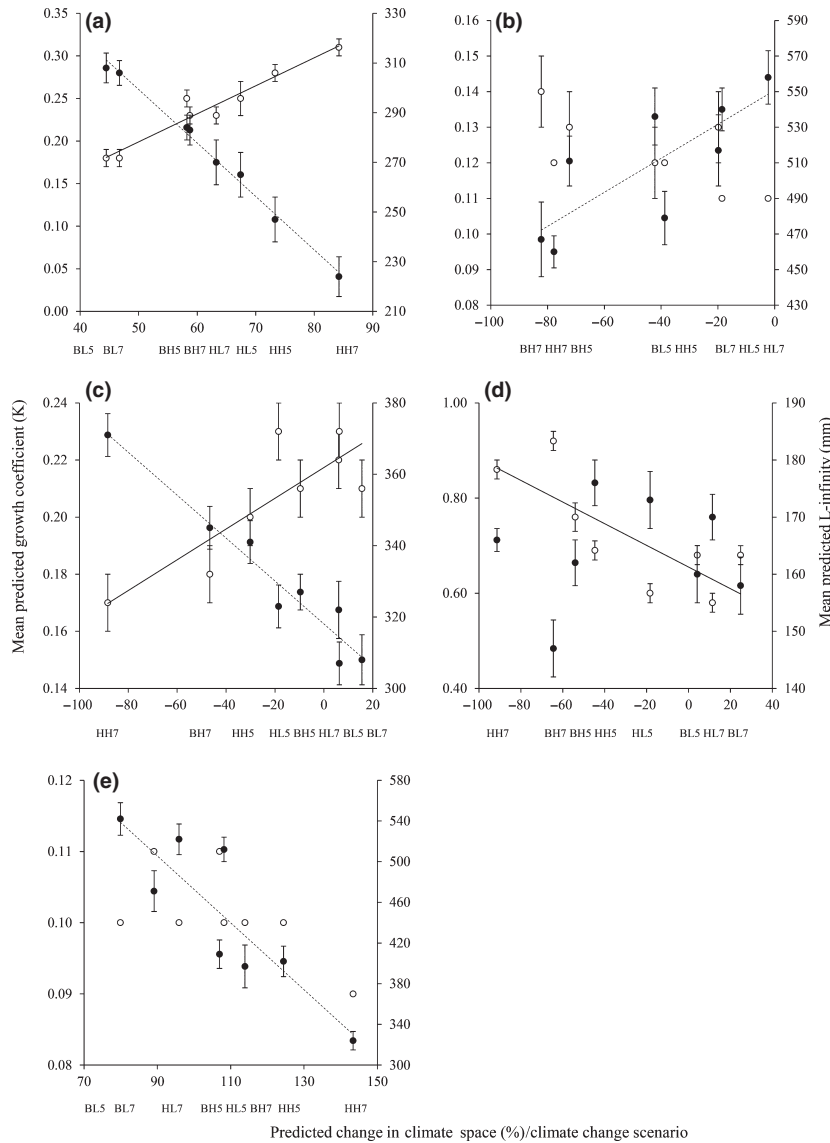 (a)
0.40 330
0.35 310
0.30
0.25 290
0.20 270
0.15
250
0.10
0.05 230
0.00 210
40 50 60 70 80 90
BL5 BL7 BH5 BH7 HL7 HL5 HH5 HH7
(b)
0.16 590
0.15 570
0.14 550
0.13 530
0.12 510
0.11 490
0.10 470
0.09 450
0.08 430
−100 −80 −60 −40 −20 0
BH7 HH7 BH5 BL5 HH5 BL7 HL5 HL7
(c)
0.24 380
0.22 360
0.20 340
0.18
0.16 320
0.14 300
−100 −80 −60 −40 −20 0 20
HH7 BH7 HH5 HL5 BH5 HL7 BL5 BL7
Mean predicted growth coefficient (K)
(d)
1.00 190
180
0.80 170
160
0.60
150
0.40 140
−100 −80 −60 −40 −20 0 20 40
HH7 BH7 BH5 HH5 HL5 BL5 HL7 BL7
Mean predicted L-infinity (mm)
(e)
0.12 580
540
0.11 500
460
0.10 420
380
0.09
340
0.08 300
70 90 110 130 150
BL5 BL7 HL7 BH5 HL5 BH7 HH5 HH7
Predicted change in climate space (%)/climate change scenario